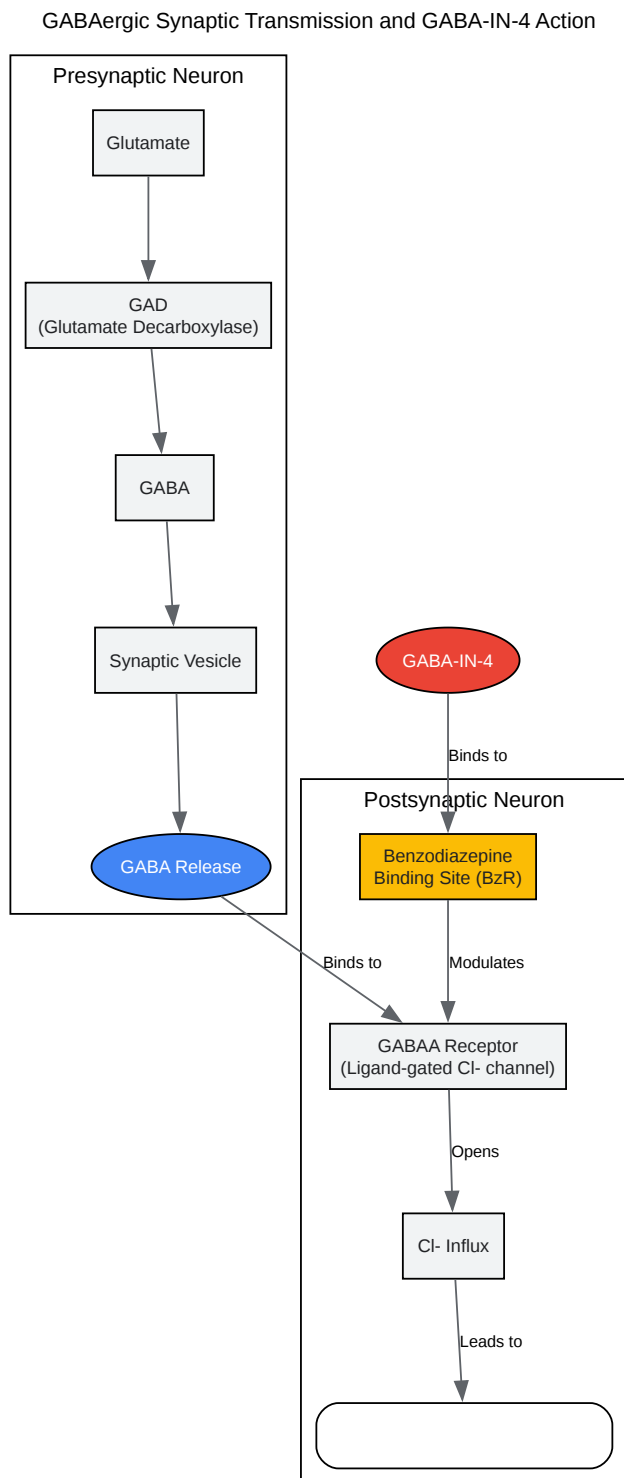 GABAergic Synaptic Transmission and GABA-IN-4 Action
Presynaptic Neuron
Glutamate
GAD
(Glutamate Decarboxylase)
GABA
Synaptic Vesicle
GABA Release
GABA-IN-4
Binds to
Postsynaptic Neuron
Benzodiazepine
Binding Site (BzR)
Binds to
Modulates
GABAA Receptor
(Ligand-gated Cl- channel)
Opens
Cl- Influx
Leads to